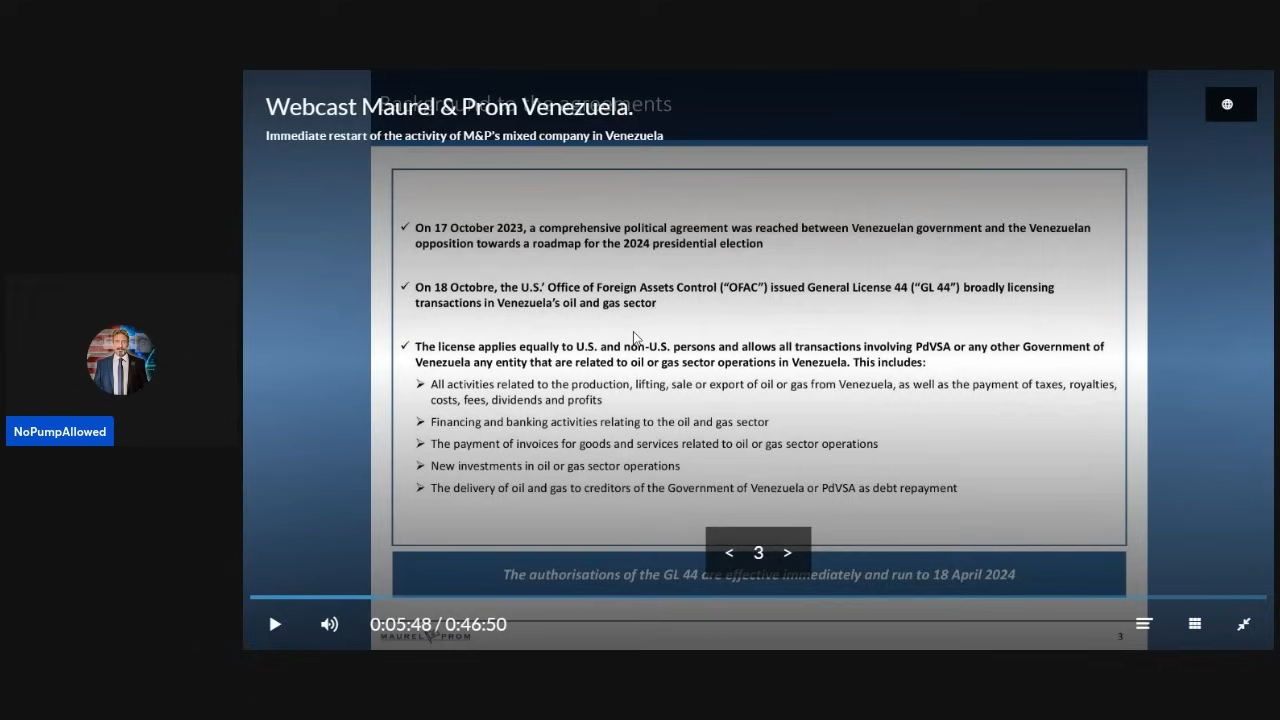 Background to the agreements
Webcast Maurel & Prom Venezuela.
Immediate restart of the activity of M&P's mixed company in Venezuela
✓ On 17 October 2023, a comprehensive political agreement was reached between Venezuelan government and the Venezuelan
opposition towards a roadmap for the 2024 presidential election
✓ On 18 Octobre, the U.S.' Office of Foreign Assets Control ("OFAC") issued General License 44 ("GL 44") broadly licensing
transactions in Venezuela's oil and gas sector
✓ The license applies equally to U.S. and non-U.S. persons and allows all transactions involving PdVSA or any other Government of
Venezuela any entity that are related to oil or gas sector operations in Venezuela. This includes:
➢ All activities related to the production, lifting, sale or export of oil or gas from Venezuela, as well as the payment of taxes, royalties,
costs, fees, dividends and profits
➢ Financing and banking activities relating to the oil and gas sector
➢ The payment of invoices for goods and services related to oil or gas sector operations
➢ New investments in oil or gas sector operations
➢ The delivery of oil and gas to creditors of the Government of Venezuela or PdVSA as debt repayment
NoPumpAllowed
< 3 >
The authorisations of the GL 44 are effective immediately and run to 18 April 2024
0:05:48 / 0:46:50
MAUREL PROM
3